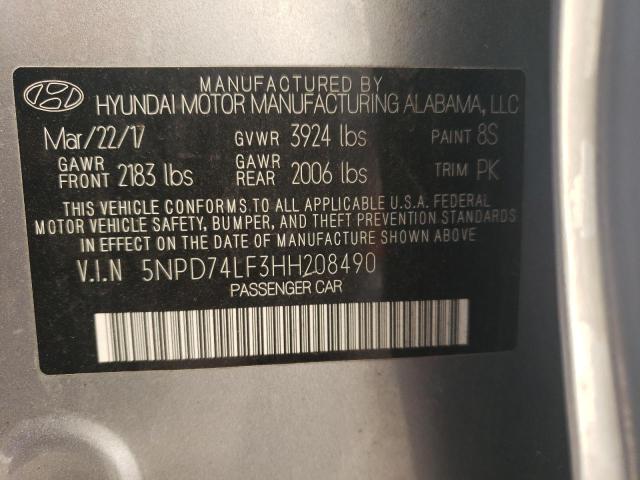 MANUFACTURED BY
HYUNDAI MOTOR MANUFACTURING ALABAMA, LLC
Mar/22/17 GVWR 3924 lbs PAINT 8S
GAWR FRONT 2183 lbs GAWR REAR 2006 lbs TRIM PK
THIS VEHICLE CONFORMS TO ALL APPLICABLE U.S.A. FEDERAL
MOTOR VEHICLE SAFETY, BUMPER, AND THEFT PREVENTION STANDARDS
IN EFFECT ON THE DATE OF MANUFACTURE SHOWN ABOVE.
V.I.N 5NPD74LF3HH208490
PASSENGER CAR